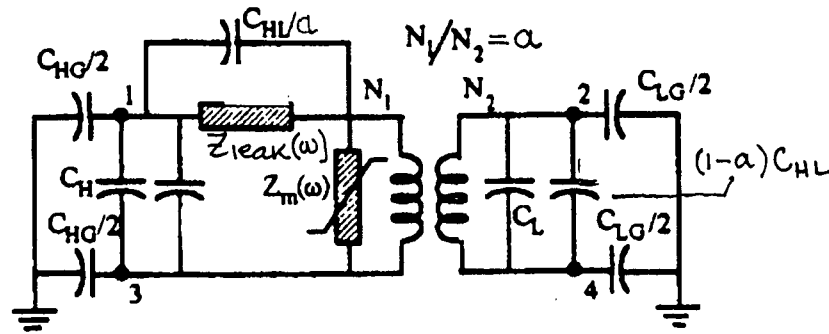 C_HL/a
N_1/N_2 = a
C_HG/2
1
N_1
N_2
2
C_LG/2
Z_leak(ω)
Z_m(ω)
(1-a) C_HL
C_H
C_L
C_HG/2
C_LG/2
3
4